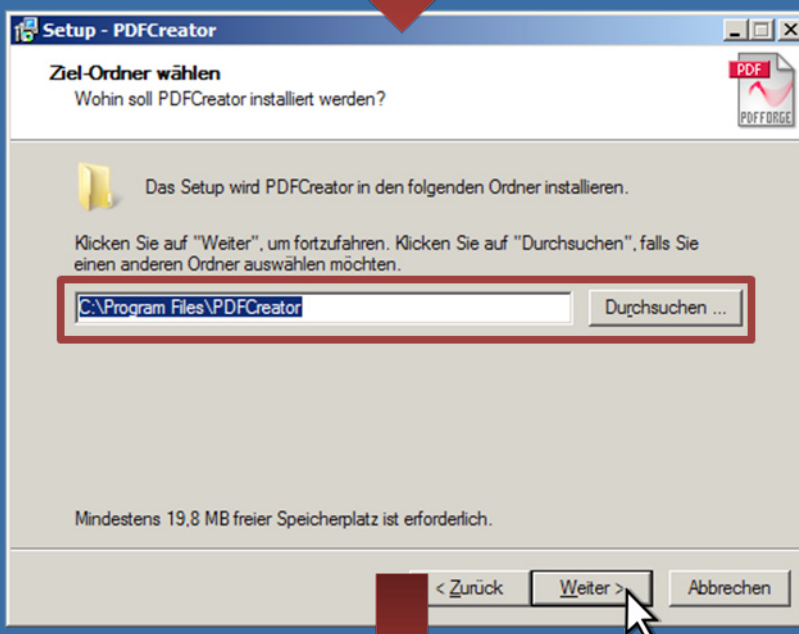 Setup - PDFCreator
Ziel-Ordner wählen
Wohin soll PDFCreator installiert werden?
PDF
PDFFORGE
Das Setup wird PDFCreator in den folgenden Ordner installieren.
Klicken Sie auf "Weiter", um fortzufahren. Klicken Sie auf "Durchsuchen", falls Sie
einen anderen Ordner auswählen möchten.
C:\Program Files\PDFCreator
Durchsuchen ...
Mindestens 19,8 MB freier Speicherplatz ist erforderlich.
< Zurück
Weiter >
Abbrechen